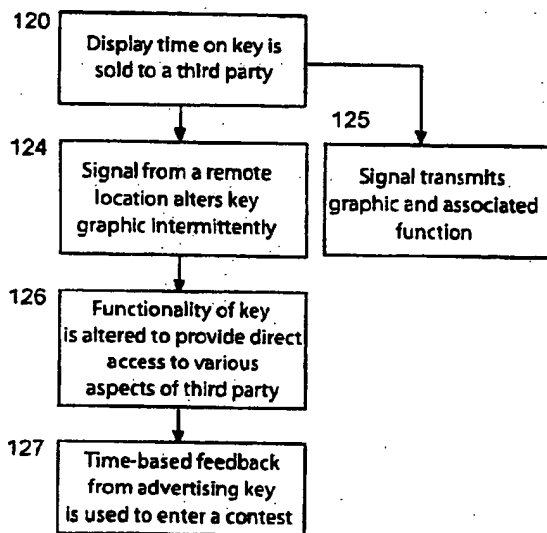 120
Display time on key is
sold to a third party
125
124
Signal from a remote
location alters key
graphic intermittently
Signal transmits
graphic and associated
function
126
Functionality of key
is altered to provide direct
access to various
aspects of third party
127
Time-based feedback
from advertising key
is used to enter a contest